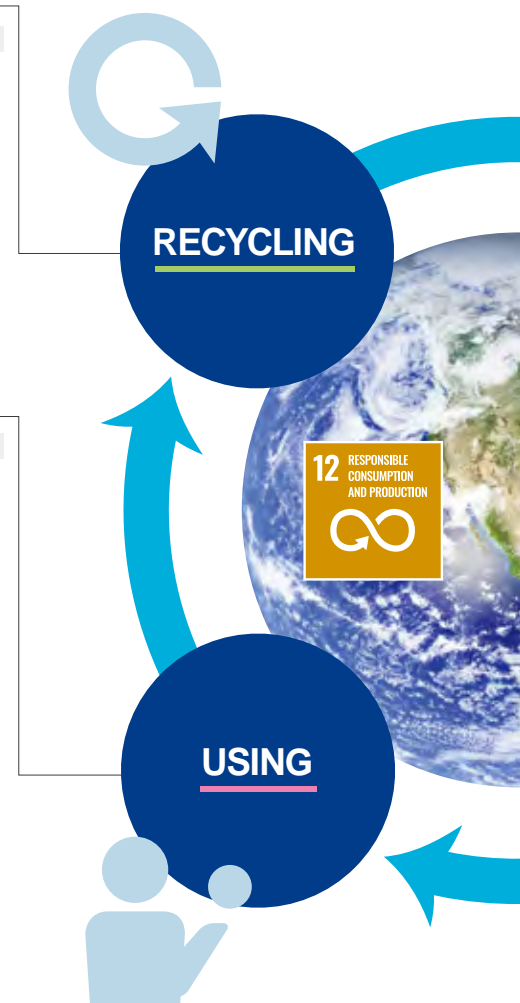 RECYCLING
12 RESPONSIBLE
CONSUMPTION
AND PRODUCTION
USING